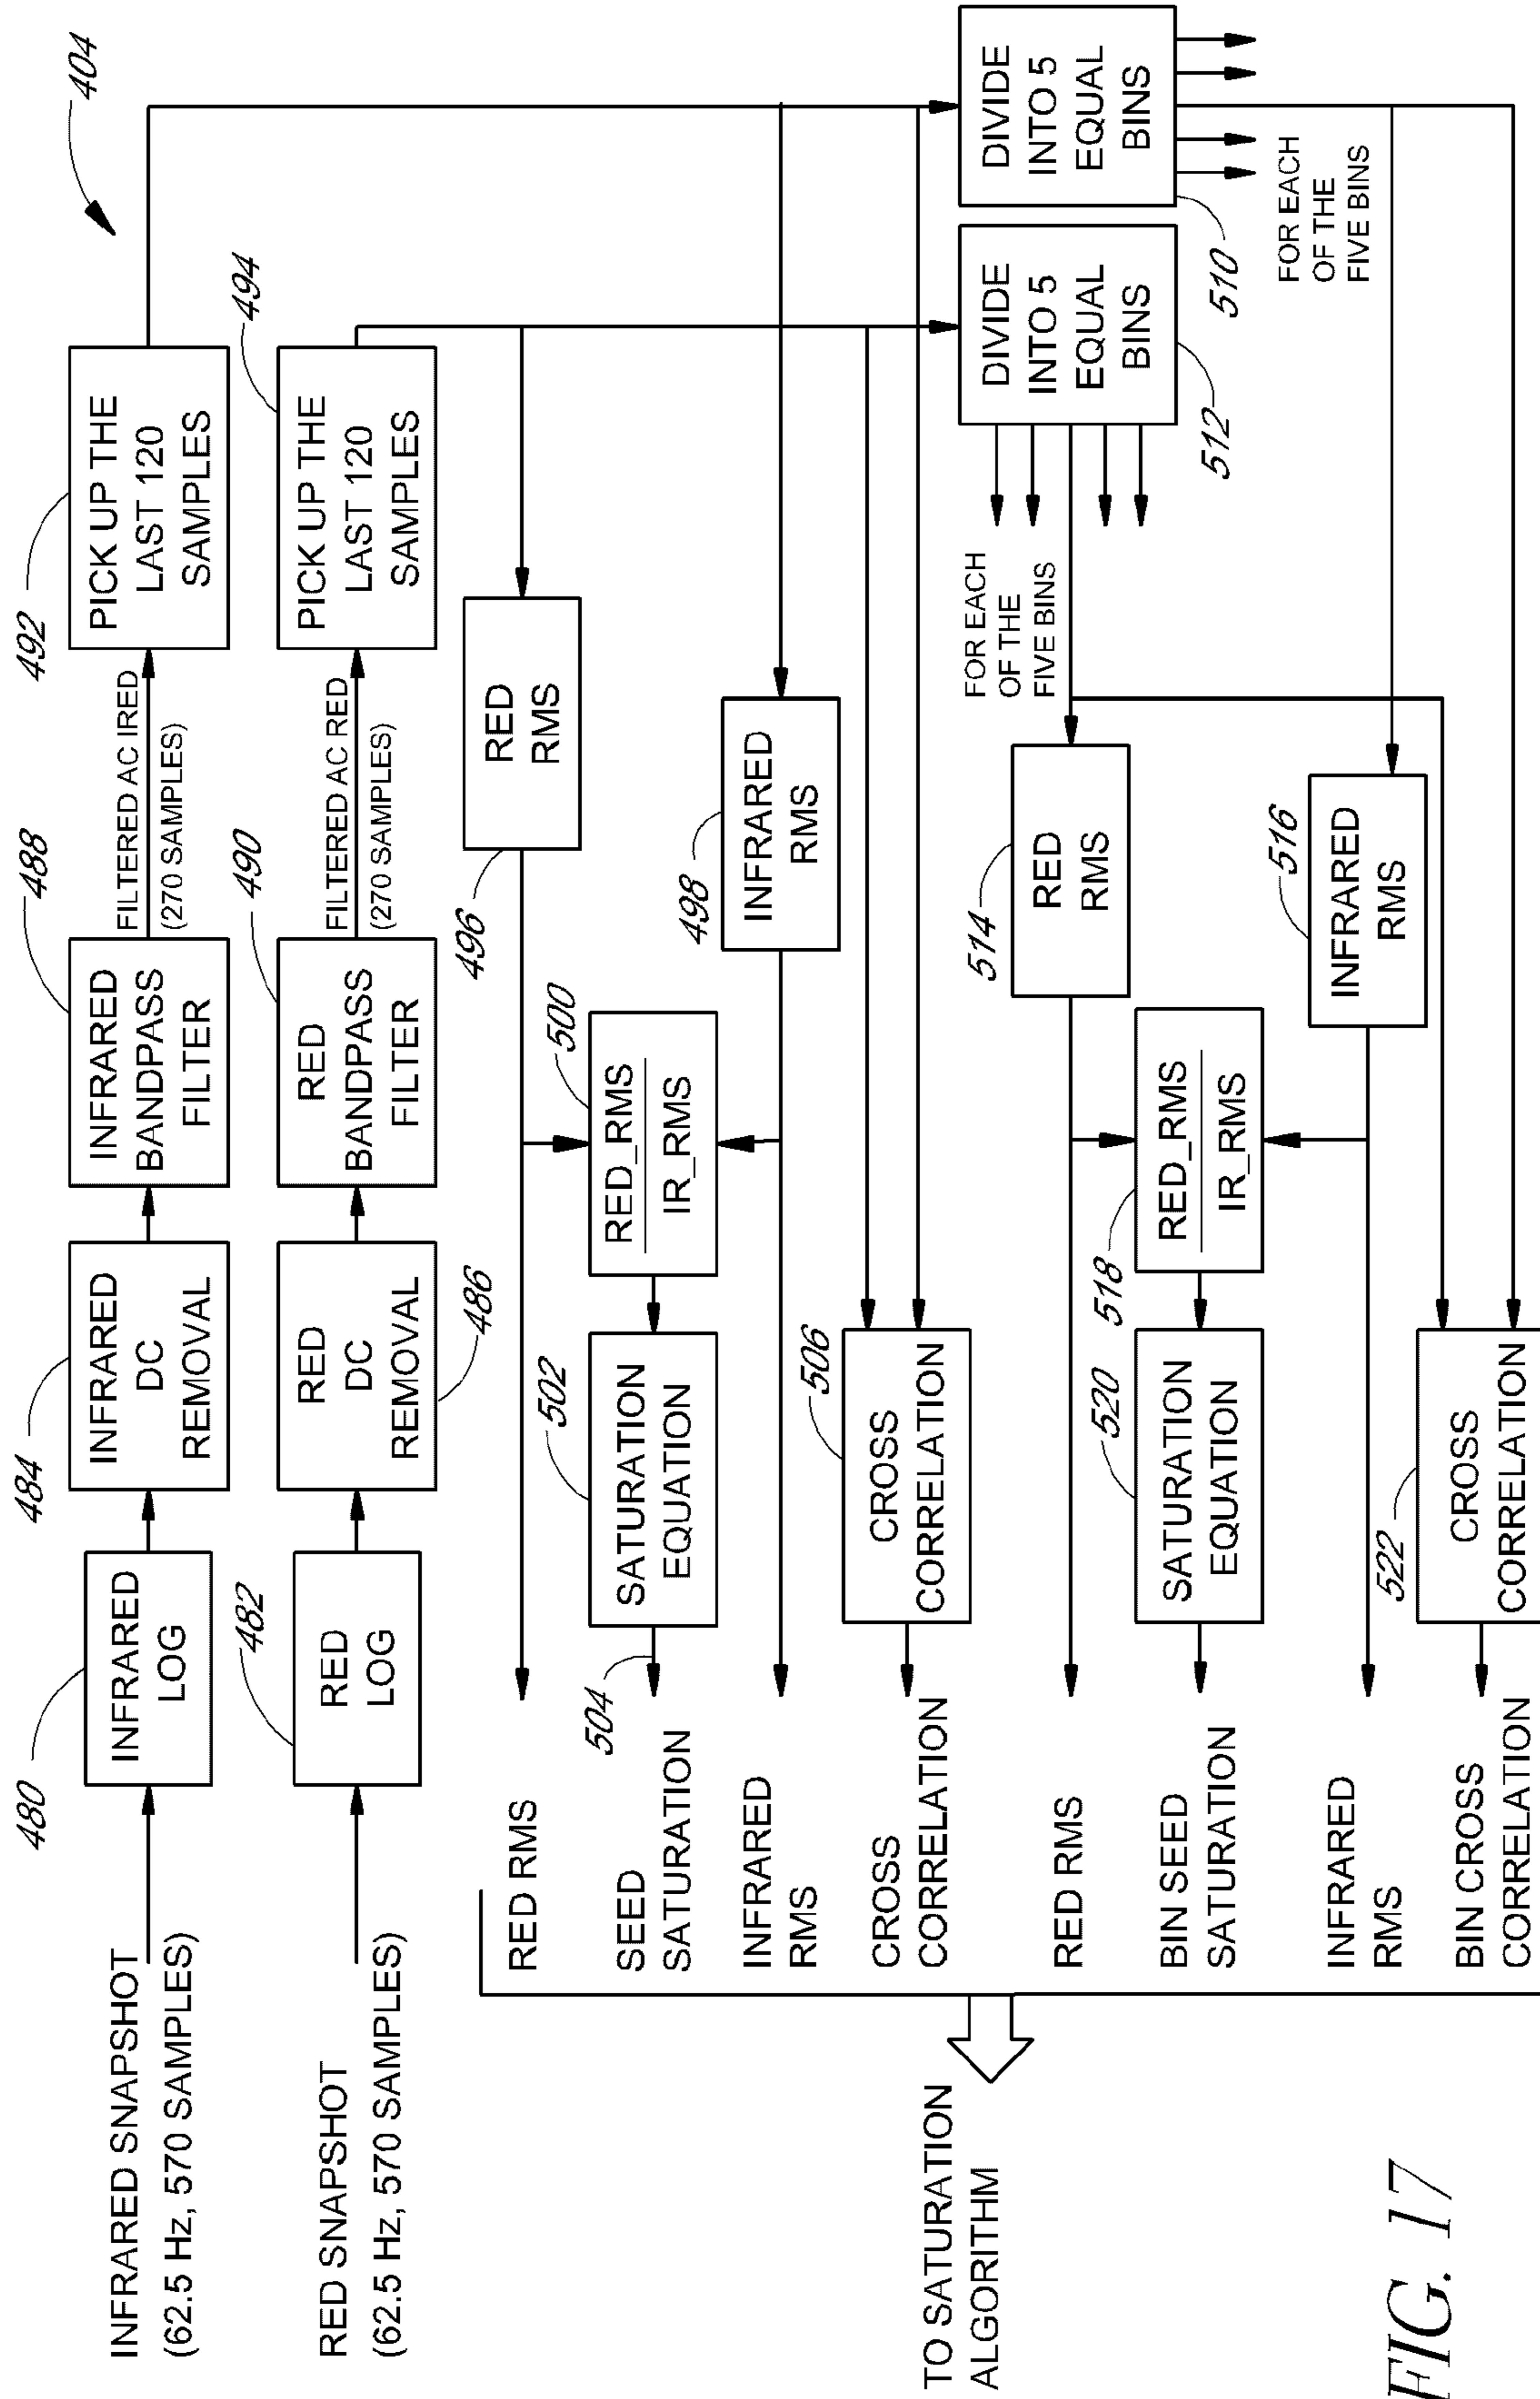 404
INFRARED SNAPSHOT
(62.5 Hz, 570 SAMPLES)
480
INFRARED
LOG
484
INFRARED
DC
REMOVAL
488
INFRARED
BANDPASS
FILTER
FILTERED AC IRED
(270 SAMPLES)
492
PICK UP THE
LAST 120
SAMPLES
RED SNAPSHOT
(62.5 Hz, 570 SAMPLES)
482
RED
LOG
486
RED
DC
REMOVAL
490
RED
BANDPASS
FILTER
FILTERED AC RED
(270 SAMPLES)
494
PICK UP THE
LAST 120
SAMPLES
RED RMS
496
RED
RMS
SEED
SATURATION
504
502
SATURATION
EQUATION
500
RED_RMS
IR_RMS
INFRARED
RMS
498
INFRARED
RMS
CROSS
CORRELATION
506
CROSS
CORRELATION
512
DIVIDE
INTO 5
EQUAL
BINS
510
DIVIDE
INTO 5
EQUAL
BINS
FOR EACH
OF THE
FIVE BINS
FOR EACH
OF THE
FIVE BINS
RED RMS
514
RED
RMS
BIN SEED
SATURATION
520
SATURATION
EQUATION
518
RED_RMS
IR_RMS
INFRARED
RMS
516
INFRARED
RMS
BIN CROSS
CORRELATION
522
CROSS
CORRELATION
TO SATURATION
ALGORITHM
FIG. 17